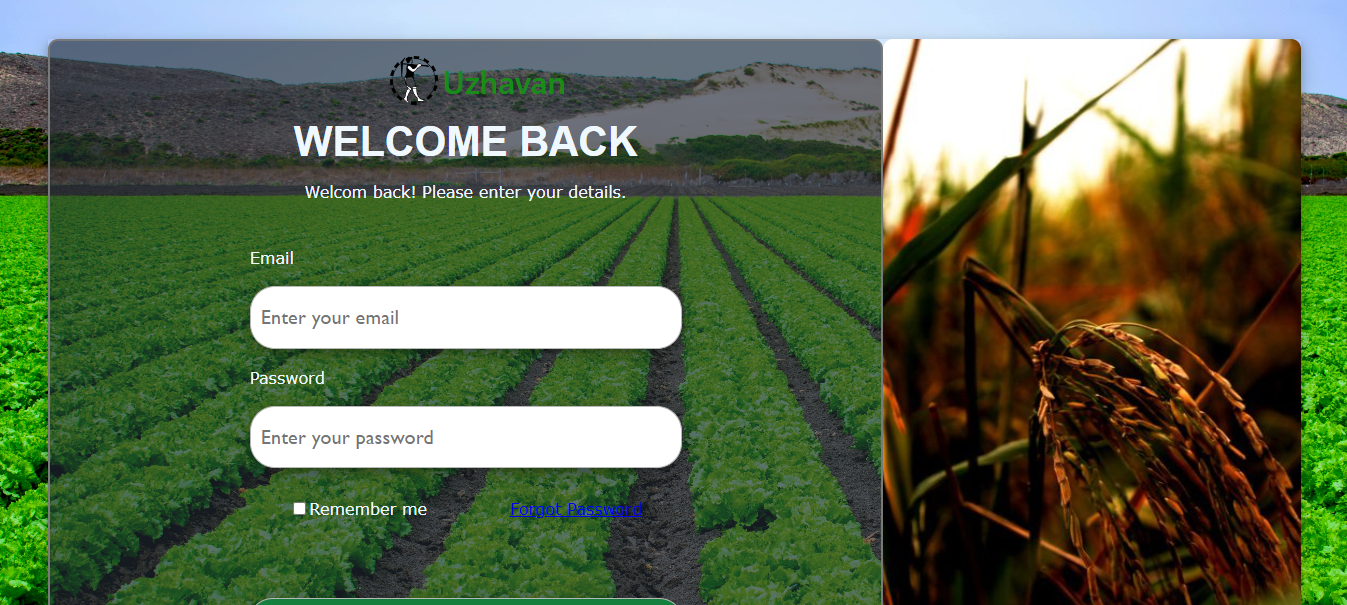 Uzhavan
WELCOME BACK
Welcom back! Please enter your details.
Email
Enter your email
Password
Enter your password
Remember me Forgot Password